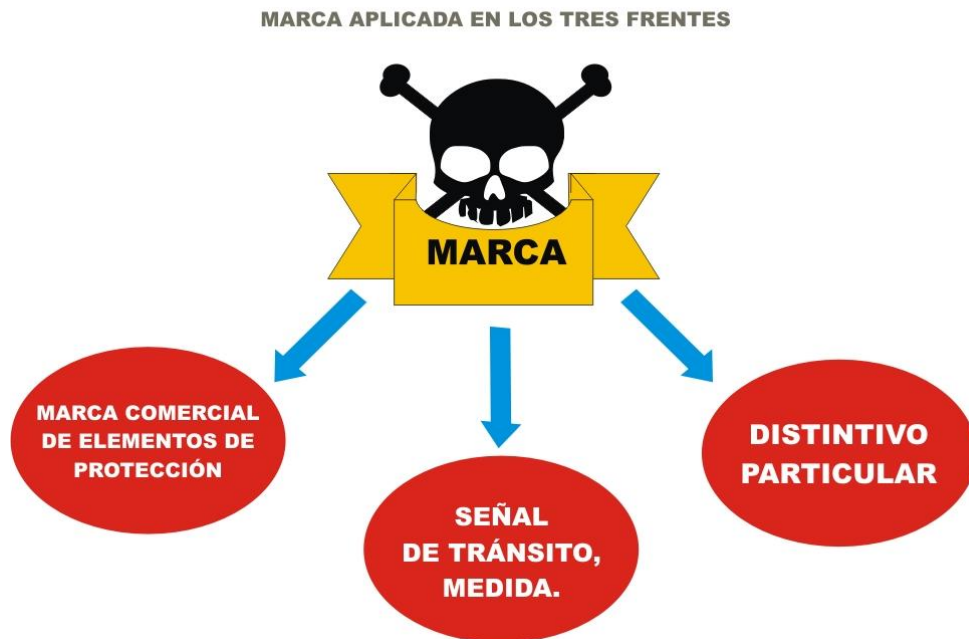 MARCA APLICADA EN LOS TRES FRENTES
MARCA
MARCA COMERCIAL
DE ELEMENTOS DE
PROTECCIÓN
SEÑAL
DE TRÁNSITO,
MEDIDA.
DISTINTIVO
PARTICULAR